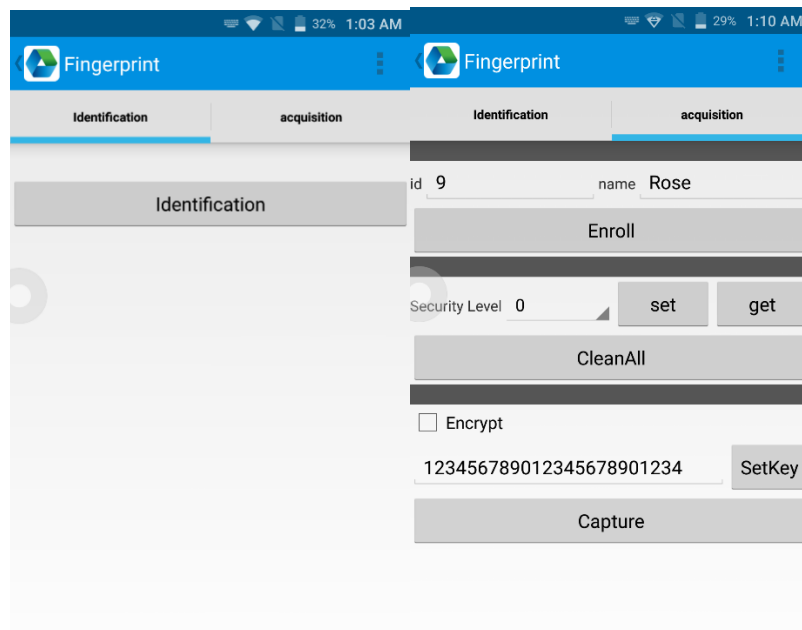 32% 1:03 AM
Fingerprint
Identification acquisition
Identification
29% 1:10 AM
Fingerprint
Identification acquisition
id 9 name Rose
Enroll
Security Level 0 set get
CleanAll
Encrypt
123456789012345678901234 SetKey
Capture